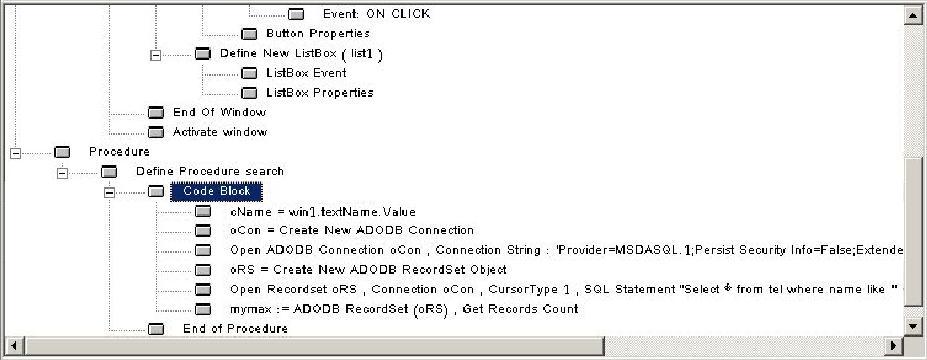 Event: ON CLICK
Button Properties
Define New ListBox ( list1 )
ListBox Event
ListBox Properties
End Of Window
Activate window
Procedure
Define Procedure search
Code Block
cName = win1.textName.Value
oCon = Create New ADODB Connection
Open ADODB Connection oCon , Connection String : 'Provider=MSDASQL.1;Persist Security Info=False;Extende
oRS = Create New ADODB RecordSet Object
Open Recordset oRS , Connection oCon , CursorType 1 , SQL Statement "Select * from tel where name like '"
mymax := ADODB RecordSet (oRS) , Get Records Count
End of Procedure